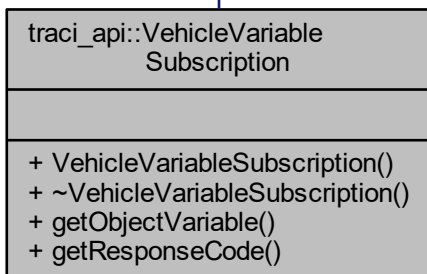 traci_api::VehicleVariable
Subscription
+ VehicleVariableSubscription()
+ ~VehicleVariableSubscription()
+ getObjectVariable()
+ getResponseCode()